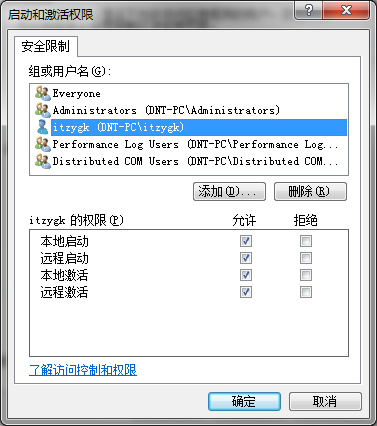 启动和激活权限
安全限制
组或用户名(G):
Everyone
Administrators (DNT-PC\Administrators)
itzygk (DNT-PC\itzygk)
Performance Log Users (DNT-PC\Performance Log...
Distributed COM Users (DNT-PC\Distributed COM...
添加(D)... 删除(R)
itzygk 的权限(P) 允许 拒绝
本地启动
远程启动
本地激活
远程激活
了解访问控制和权限
确定 取消